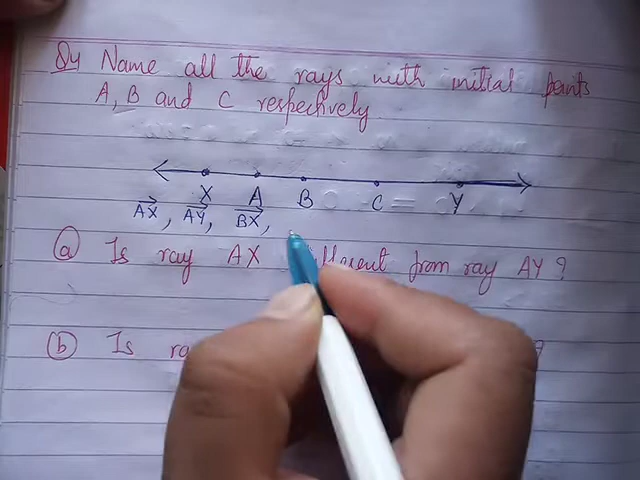 Q4 Name all the rays with initial points
A, B and C respectively
X A B C Y
AX, AY, BX,
(a) Is ray AX from ray AY ?
(b) Is ?